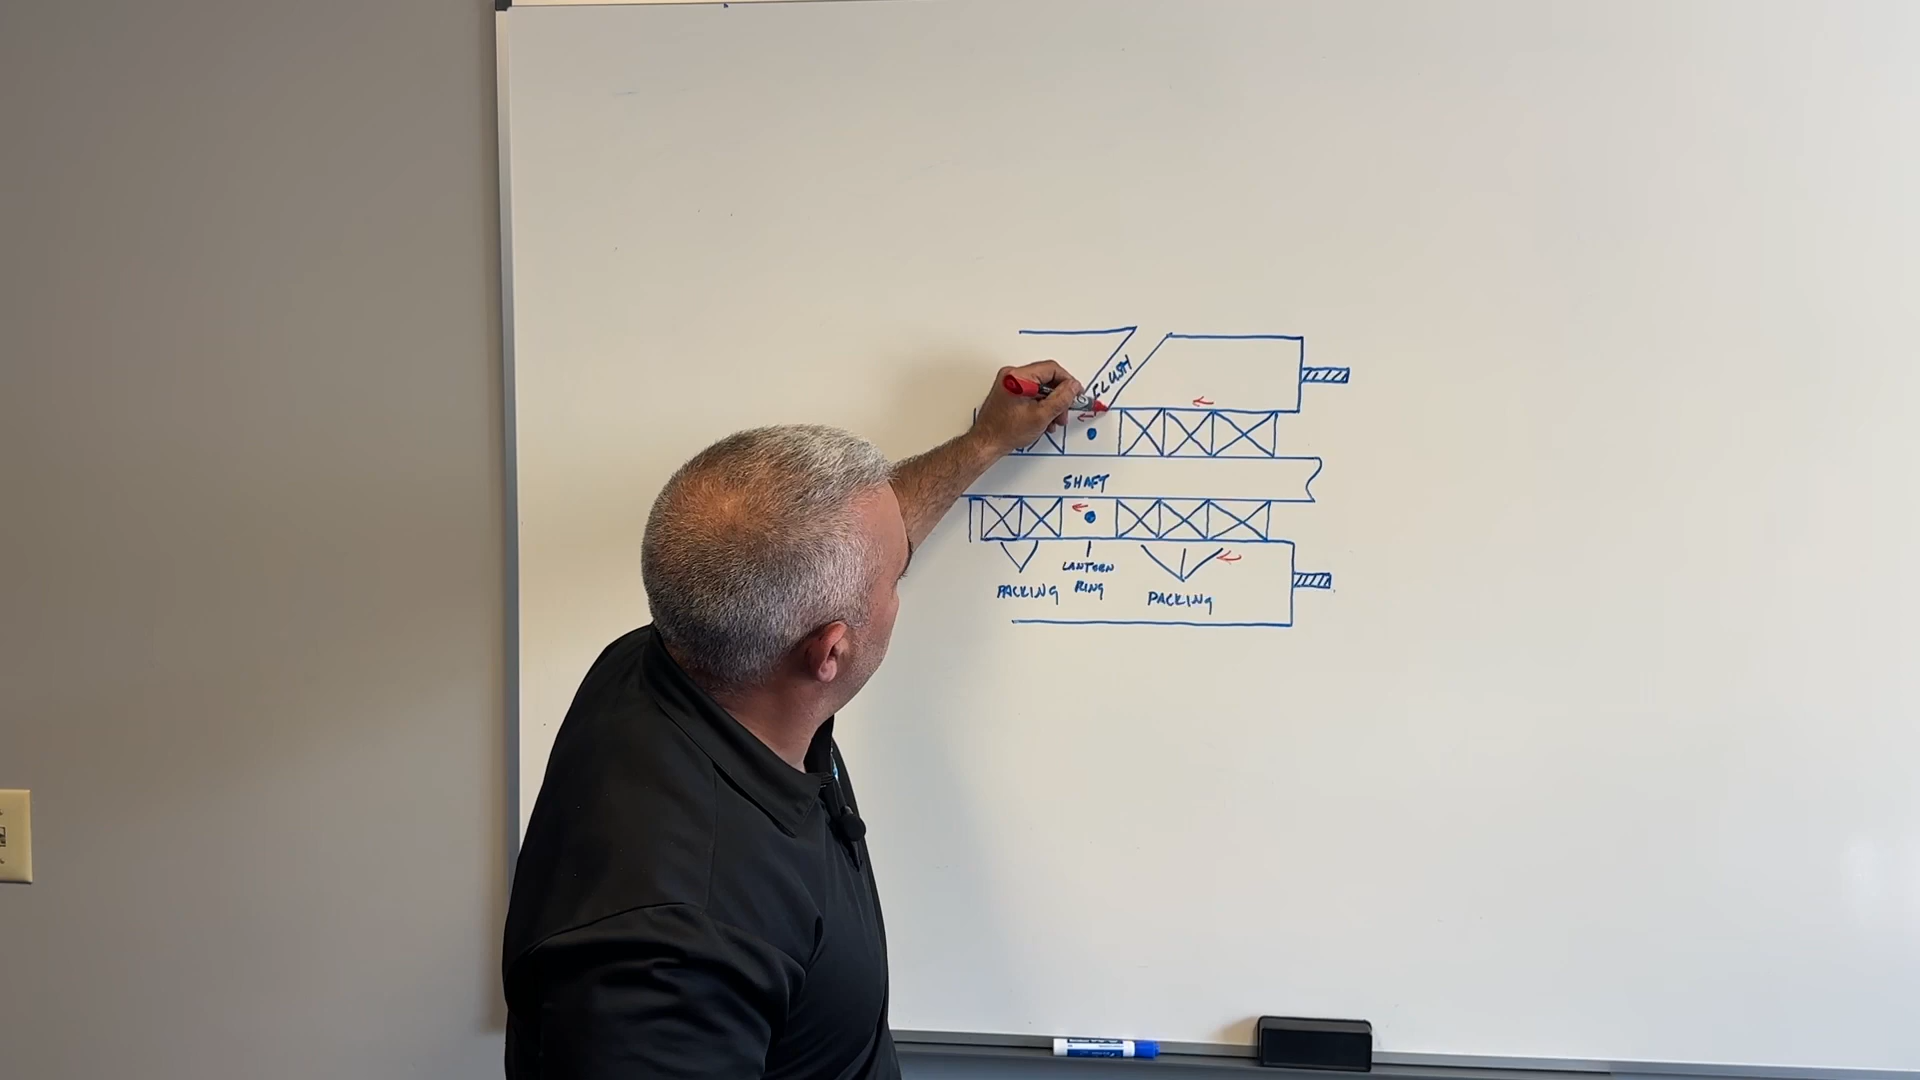 FLUSH
SHAFT
LANTERN
RING
PACKING
PACKING